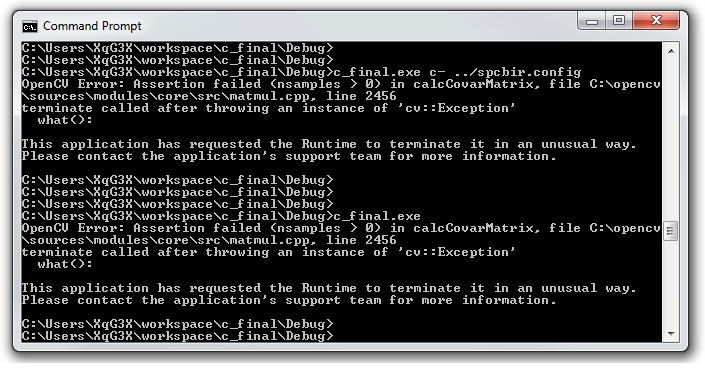 Command Prompt
C:\Users\XqG3X\workspace\c_final\Debug>
C:\Users\XqG3X\workspace\c_final\Debug>
C:\Users\XqG3X\workspace\c_final\Debug>c_final.exe c- ../spcbir.config
OpenCV Error: Assertion failed (nsamples > 0) in calcCovarMatrix, file C:\opencv
\sources\modules\core\src\matmul.cpp, line 2456
terminate called after throwing an instance of 'cv::Exception'
  what():
This application has requested the Runtime to terminate it in an unusual way.
Please contact the application's support team for more information.
C:\Users\XqG3X\workspace\c_final\Debug>
C:\Users\XqG3X\workspace\c_final\Debug>
C:\Users\XqG3X\workspace\c_final\Debug>
C:\Users\XqG3X\workspace\c_final\Debug>c_final.exe
OpenCV Error: Assertion failed (nsamples > 0) in calcCovarMatrix, file C:\opencv
\sources\modules\core\src\matmul.cpp, line 2456
terminate called after throwing an instance of 'cv::Exception'
  what():
This application has requested the Runtime to terminate it in an unusual way.
Please contact the application's support team for more information.
C:\Users\XqG3X\workspace\c_final\Debug>
C:\Users\XqG3X\workspace\c_final\Debug>